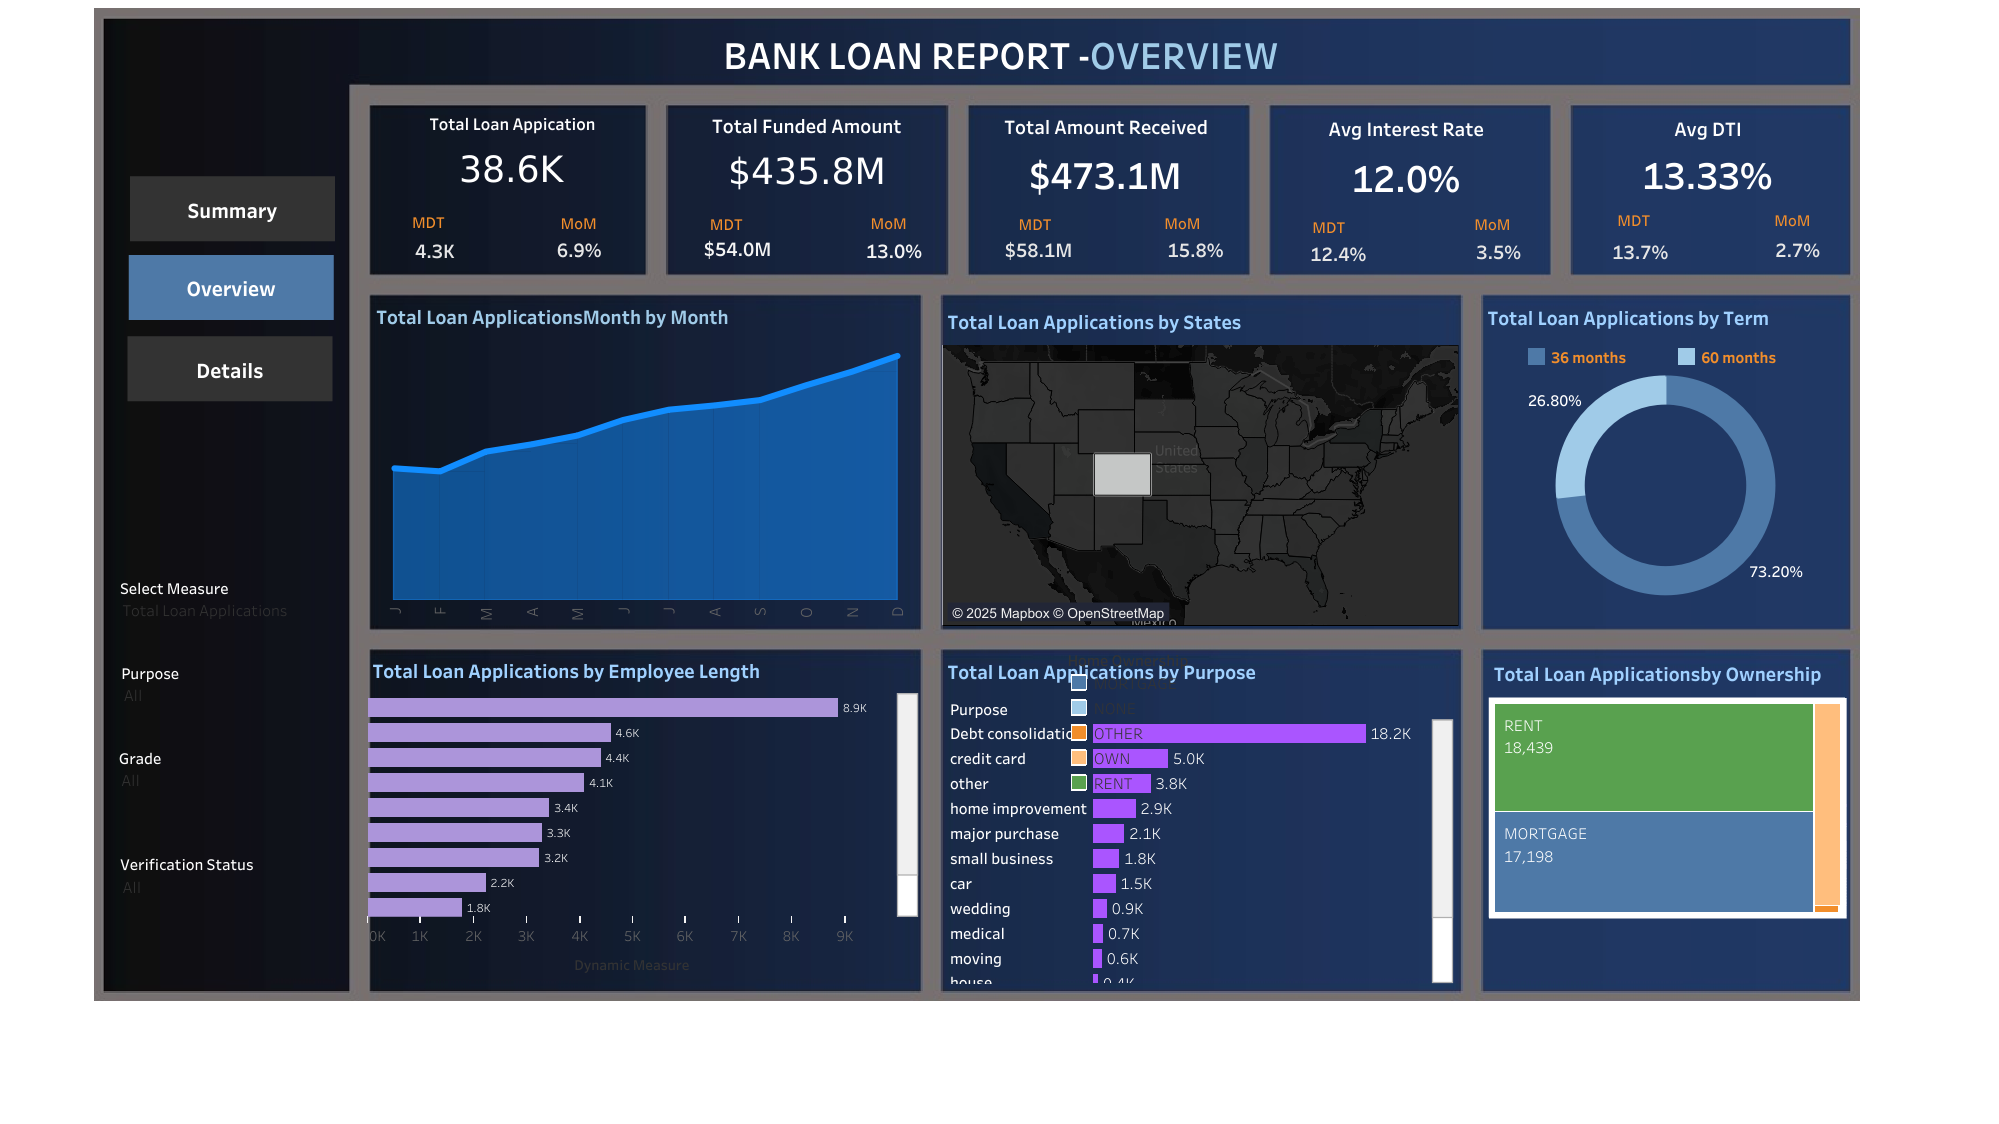 BANK LOAN REPORT -OVERVIEW
Summary
Overview
Details
Select Measure
Total Loan Applications
Purpose
All
Grade
All
Verification Status
All
Total Loan Appication
38.6K
MDT
MoM
4.3K
6.9%
Total Funded Amount
$435.8M
MDT
MoM
$54.0M
13.0%
Total Amount Received
$473.1M
MDT
MoM
$58.1M
15.8%
Avg Interest Rate
12.0%
MDT
MoM
12.4%
3.5%
Avg DTI
13.33%
MDT
MoM
13.7%
2.7%
Total Loan ApplicationsMonth by Month
J
F
M
A
M
J
J
A
S
O
N
D
Total Loan Applications by States
United
States
Mexico
© 2025 Mapbox © OpenStreetMap
Total Loan Applications by Term
36 months
60 months
26.80%
73.20%
Total Loan Applications by Employee Length
8.9K
4.6K
4.4K
4.1K
3.4K
3.3K
3.2K
2.2K
1.8K
0K 1K 2K 3K 4K 5K 6K 7K 8K 9K
Dynamic Measure
Total Loan Applications by Purpose
MORTGAGE
NONE
OTHER
OWN
RENT
Purpose
Debt consolidatio
18.2K
credit card
5.0K
other
3.8K
home improvement
2.9K
major purchase
2.1K
small business
1.8K
car
1.5K
wedding
0.9K
medical
0.7K
moving
0.6K
house
0.4K
Total Loan Applicationsby Ownership
RENT
18,439
MORTGAGE
17,198